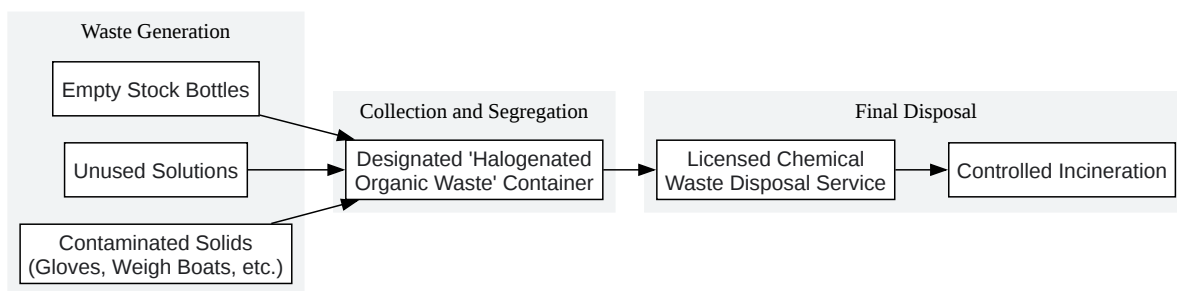 Waste Generation
Empty Stock Bottles
Unused Solutions
Contaminated Solids
(Gloves, Weigh Boats, etc.)
Collection and Segregation
Designated 'Halogenated
Organic Waste' Container
Final Disposal
Licensed Chemical
Waste Disposal Service
Controlled Incineration